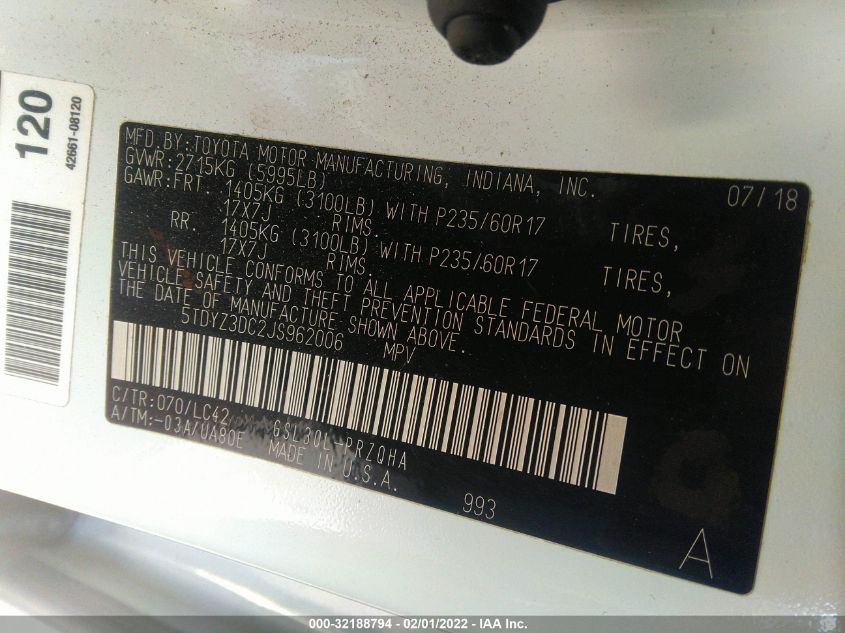 120
42661-08120
MFD.BY:TOYOTA MOTOR MANUFACTURING, INDIANA, INC. 07/18
GVWR:2715KG (5995LB)
GAWR:FRT. 1405KG (3100LB) WITH P235/60R17 TIRES,
17X7J RIMS.
RR. 1405KG (3100LB) WITH P235/60R17 TIRES,
17X7J RIMS.
THIS VEHICLE CONFORMS TO ALL APPLICABLE FEDERAL MOTOR
VEHICLE SAFETY AND THEFT PREVENTION STANDARDS IN EFFECT ON
THE DATE OF MANUFACTURE SHOWN ABOVE.
5TDYZ3DC2JS962006 MPV
C/TR:070/LC42 GSL30L-PRZQHA
A/TM:-03A/UA80E MADE IN U.S.A.
993
A
000-32188794 - 02/01/2022 - IAA Inc.